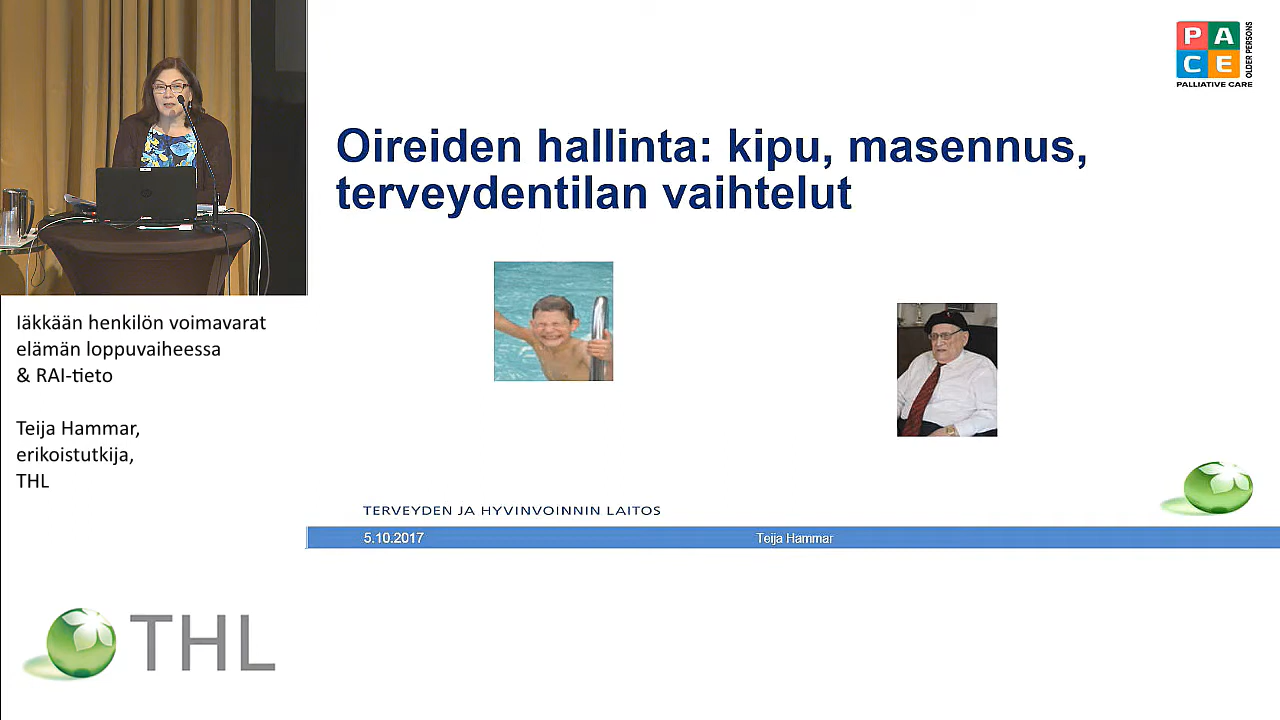 PACE
OLDER PERSONS
PALLIATIVE CARE
Oireiden hallinta: kipu, masennus,
terveydentilan vaihtelut
Iäkkään henkilön voimavarat
elämän loppuvaiheessa
& RAI-tieto
Teija Hammar,
erikoistutkija,
THL
TERVEYDEN JA HYVINVOINNIN LAITOS
5.10.2017
Teija Hammar
THL